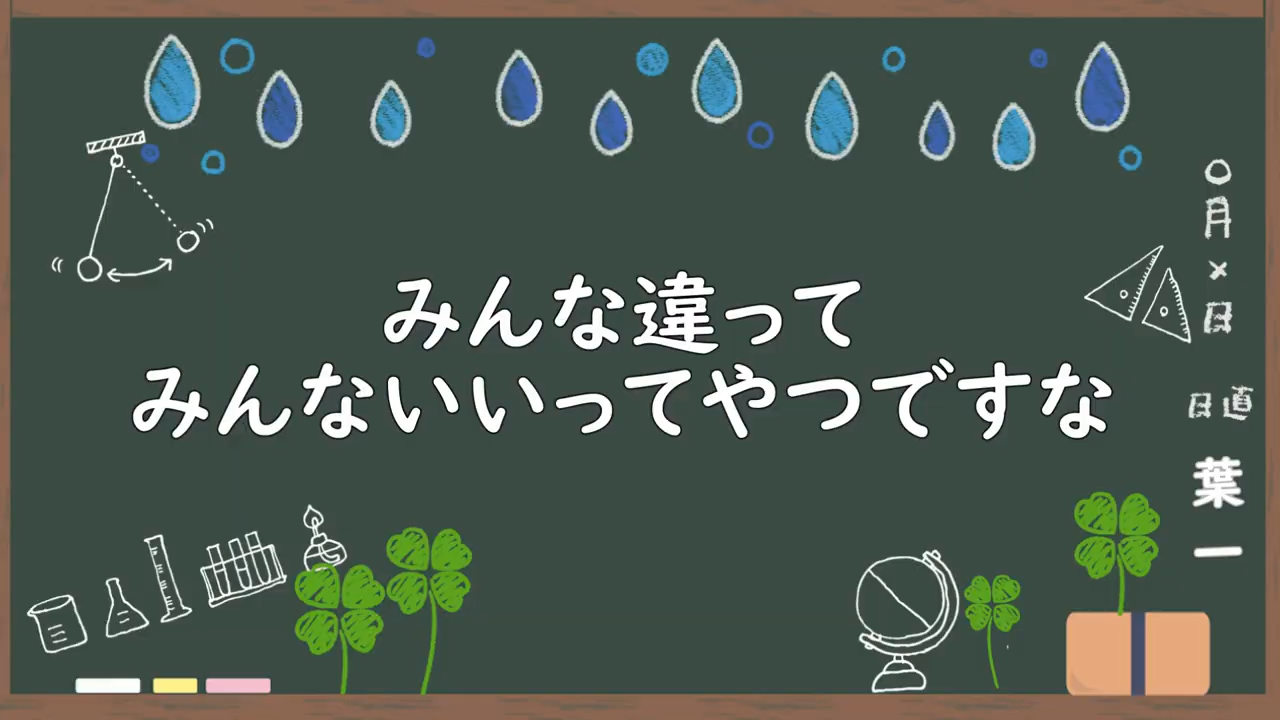 みんな違って
みんないいってやつですな
〇月×日
日直
葉一